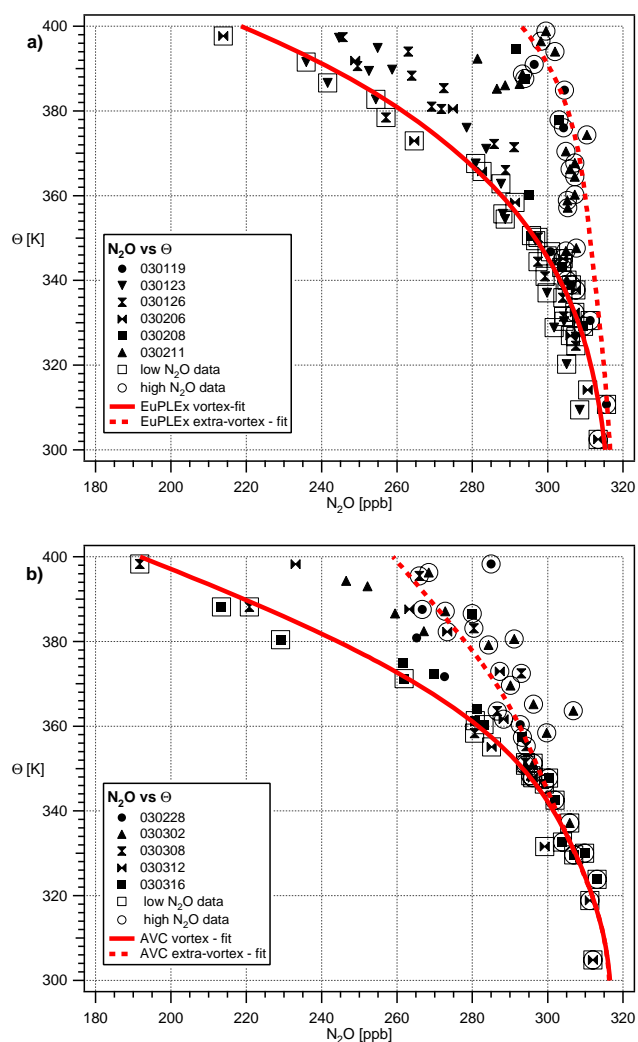 a)
400
380
360
340
320
300
Θ [K]
N₂O vs Θ
030119
030123
030126
030206
030208
030211
low N₂O data
high N₂O data
EuPLEx vortex-fit
EuPLEx extra-vortex - fit
180 200 220 240 260 280 300 320
N₂O [ppb]
b)
400
380
360
340
320
300
Θ [K]
N₂O vs Θ
030228
030302
030308
030312
030316
low N₂O data
high N₂O data
AVC vortex - fit
AVC extra-vortex - fit
180 200 220 240 260 280 300 320
N₂O [ppb]